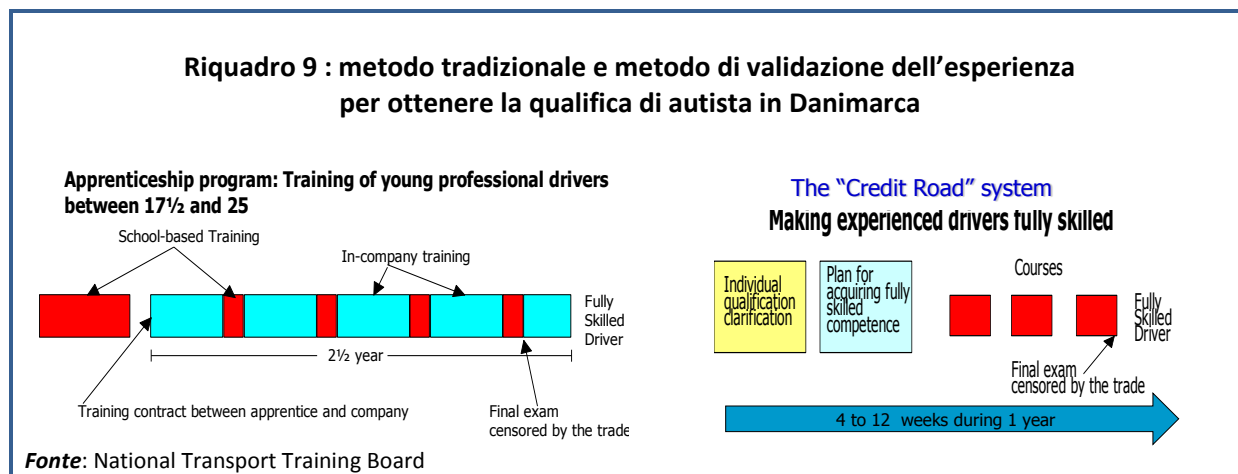 Riquadro 9 : metodo tradizionale e metodo di validazione dell'esperienza
per ottenere la qualifica di autista in Danimarca
Apprenticeship program: Training of young professional drivers
between 17½ and 25
School-based Training
In-company training
Fully
Skilled
Driver
2½ year
Training contract between apprentice and company
Final exam
censored by the trade
The "Credit Road" system
Making experienced drivers fully skilled
Individual
qualification
clarification
Plan for
acquiring fully
skilled
competence
Courses
Fully
Skilled
Driver
Final exam
censored by the trade
4 to 12 weeks during 1 year
Fonte: National Transport Training Board